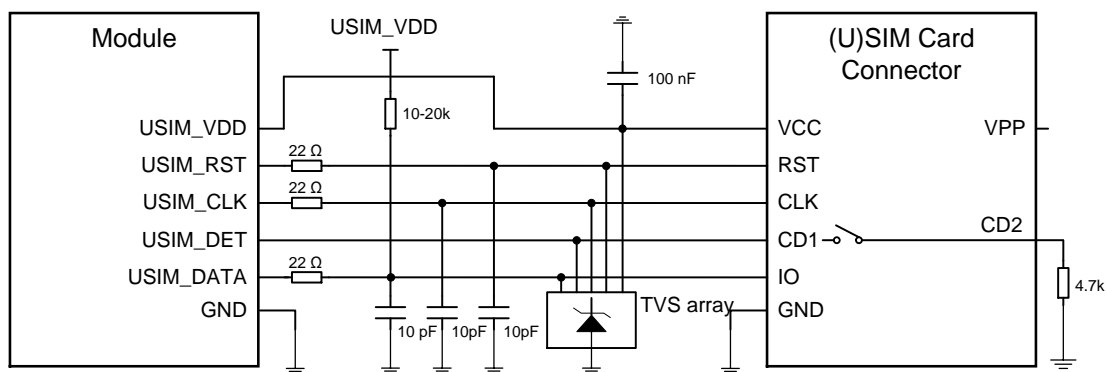 Module
USIM_VDD
(U)SIM Card
Connector
100 nF
10-20k
USIM_VDD
VCC
VPP
22 Ω
USIM_RST
RST
22 Ω
USIM_CLK
CLK
USIM_DET
CD1
CD2
22 Ω
USIM_DATA
IO
4.7k
GND
TVS array
GND
10 pF
10pF
10pF